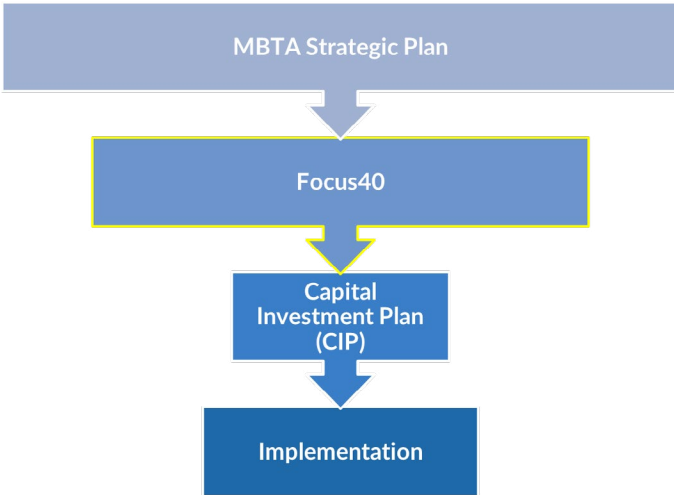 MBTA Strategic Plan
Focus40
Capital
Investment Plan
(CIP)
Implementation